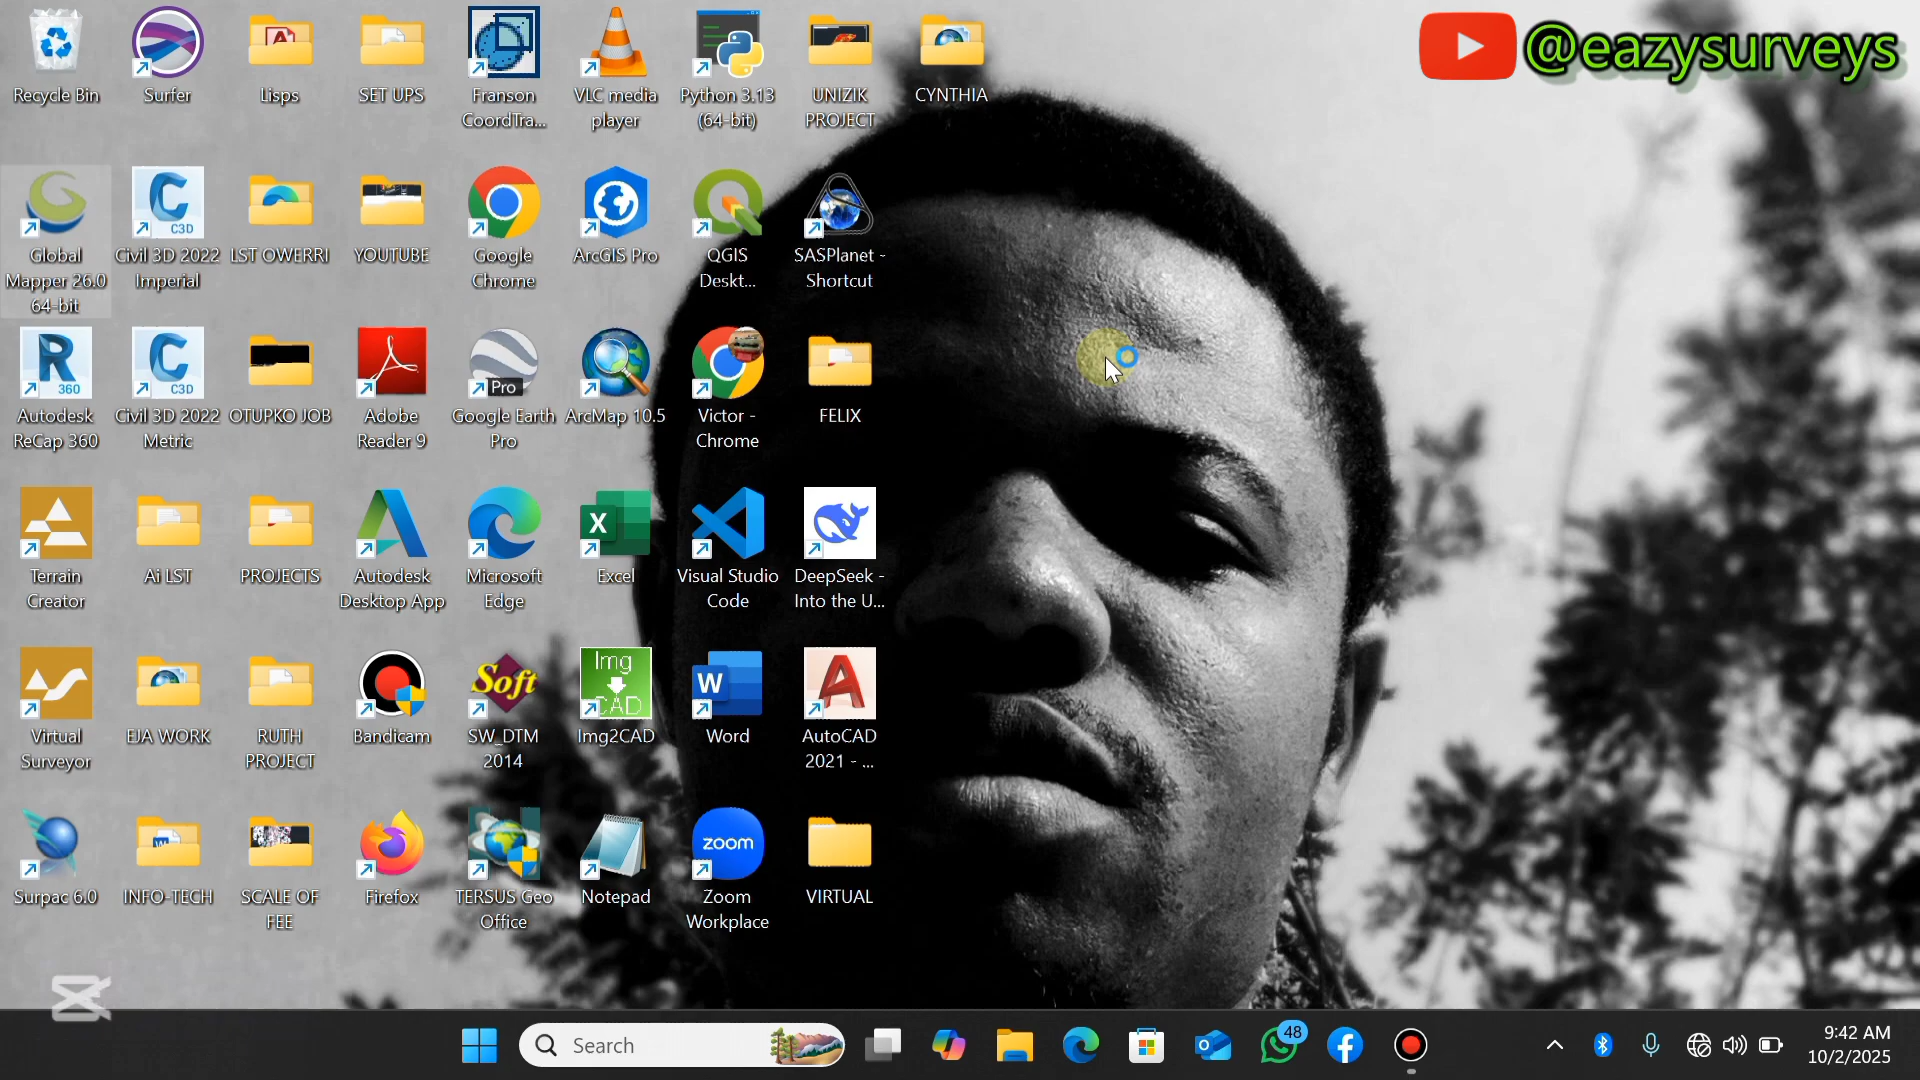 @eazysurveys
Recycle Bin
Surfer
Lisps
SET UPS
Franson
CoordTra...
VLC media
player
Python 3.13
(64-bit)
UNIZIK
PROJECT
CYNTHIA
Global
Mapper 26.0
64-bit
C3D
Civil 3D 2022
Imperial
LST OWERRI
YOUTUBE
Google
Chrome
ArcGIS Pro
QGIS
Deskt...
SASPlanet -
Shortcut
R
360
Autodesk
ReCap 360
C3D
Civil 3D 2022
Metric
OTUPKO JOB
Adobe
Reader 9
Pro
Google Earth
Pro
ArcMap 10.5
Victor -
Chrome
FELIX
Terrain
Creator
Ai LST
PROJECTS
Autodesk
Desktop App
Microsoft
Edge
X
Excel
Visual Studio
Code
DeepSeek -
Into the U...
Virtual
Surveyor
EJA WORK
RUTH
PROJECT
Bandicam
Soft
SW_DTM
2014
Img
CAD
Img2CAD
W
Word
AutoCAD
2021 - ...
Surpac 6.0
INFO-TECH
SCALE OF
FEE
Firefox
TERSUS Geo
Office
Notepad
zoom
Zoom
Workplace
VIRTUAL
Search
48
9:42 AM
10/2/2025